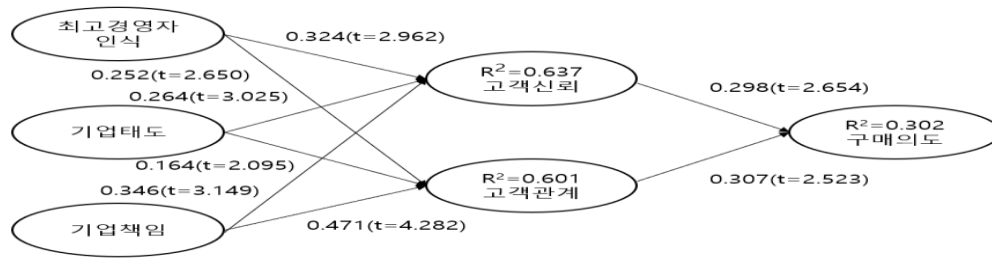 최고경영자
인식
0.324(t=2.962)
R²=0.637
고객신뢰
0.252(t=2.650)
0.264(t=3.025)
0.298(t=2.654)
기업태도
R²=0.302
구매의도
0.164(t=2.095)
0.346(t=3.149)
R²=0.601
고객관계
0.307(t=2.523)
기업책임
0.471(t=4.282)